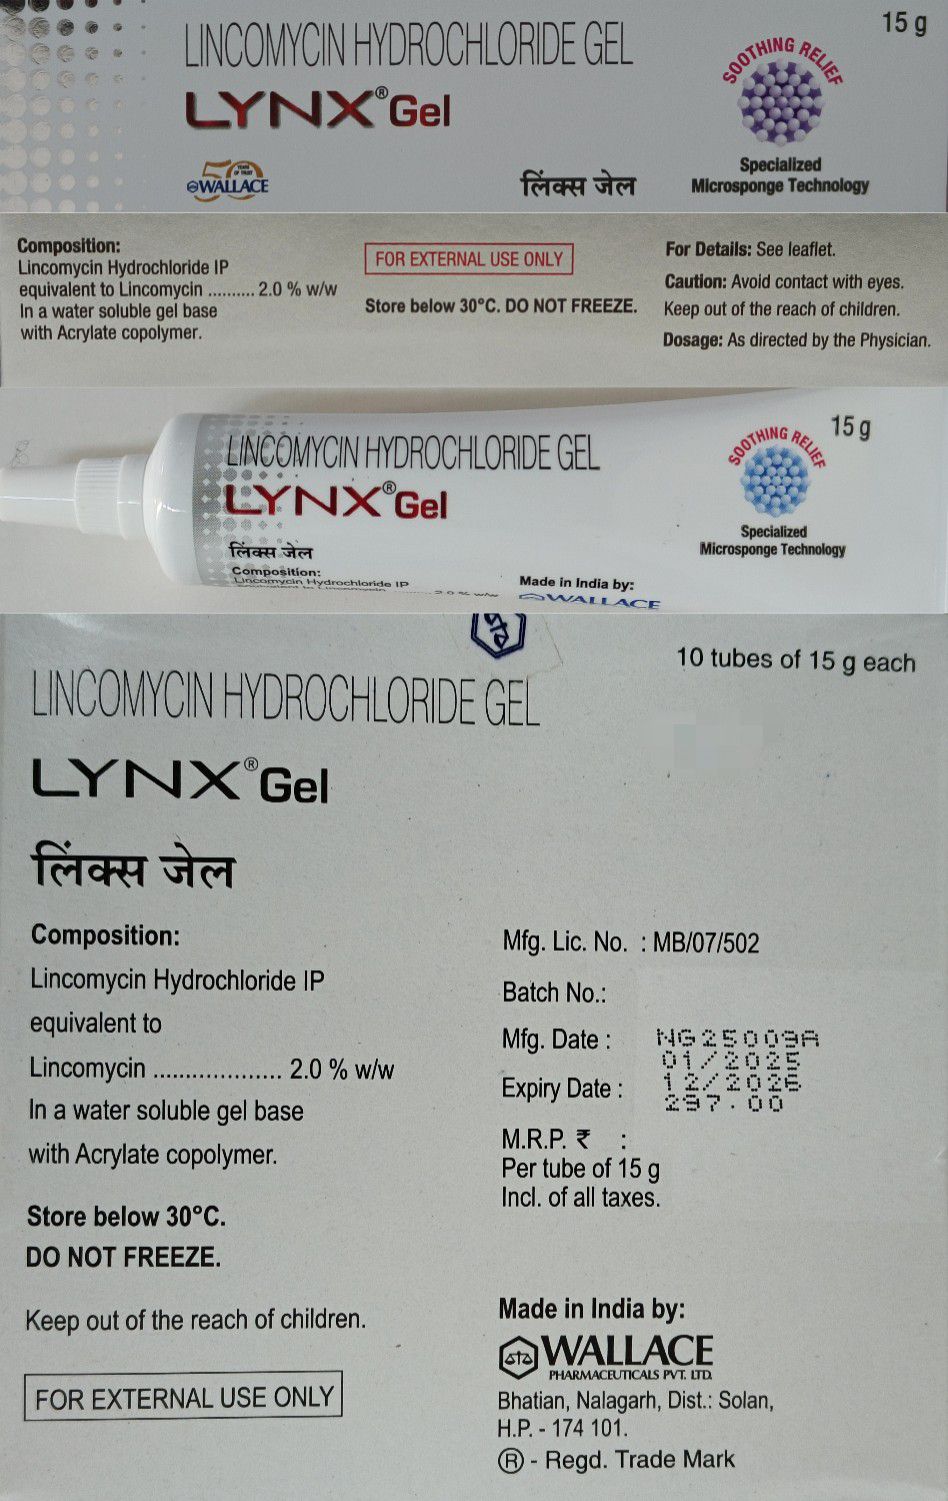 LINCOMYCIN HYDROCHLORIDE GEL
15 g
LYNX® Gel
SOOTHING RELIEF
50 YEARS OF TRUST
WALLACE
लिंक्स जेल
Specialized
Microsponge Technology
Composition:
Lincomycin Hydrochloride IP
equivalent to Lincomycin .......... 2.0 % w/w
In a water soluble gel base
with Acrylate copolymer.
FOR EXTERNAL USE ONLY
Store below 30°C. DO NOT FREEZE.
For Details: See leaflet.
Caution: Avoid contact with eyes.
Keep out of the reach of children.
Dosage: As directed by the Physician.
LINCOMYCIN HYDROCHLORIDE GEL
15 g
LYNX® Gel
SOOTHING RELIEF
लिंक्स जेल
Specialized
Microsponge Technology
Composition:
Lincomycin Hydrochloride IP
Made in India by:
WALLACE
10 tubes of 15 g each
LINCOMYCIN HYDROCHLORIDE GEL
LYNX® Gel
लिंक्स जेल
Composition:
Lincomycin Hydrochloride IP
equivalent to
Lincomycin ................... 2.0 % w/w
In a water soluble gel base
with Acrylate copolymer.
Store below 30°C.
DO NOT FREEZE.
Keep out of the reach of children.
FOR EXTERNAL USE ONLY
Mfg. Lic. No. : MB/07/502
Batch No.:
Mfg. Date : NG25009A
01/2025
Expiry Date : 12/2026
297.00
M.R.P. ₹ :
Per tube of 15 g
Incl. of all taxes.
Made in India by:
WALLACE
PHARMACEUTICALS PVT. LTD.
Bhatian, Nalagarh, Dist.: Solan,
H.P. - 174 101.
® - Regd. Trade Mark